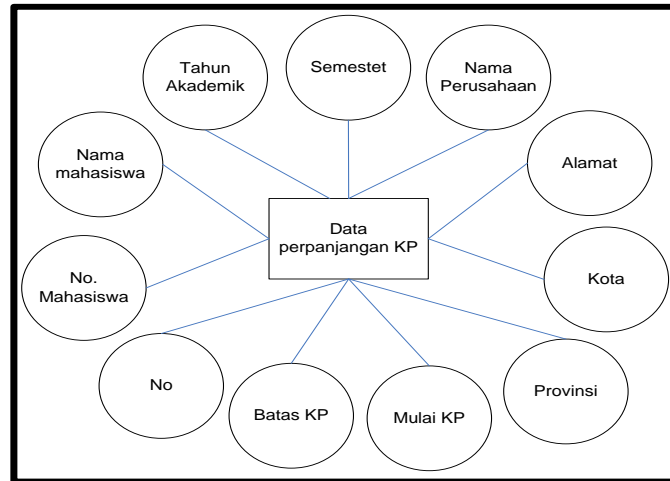 Tahun
Akademik
Semestet
Nama
Perusahaan
Nama
mahasiswa
Alamat
Data
perpanjangan KP
No.
Mahasiswa
Kota
No
Batas KP
Mulai KP
Provinsi